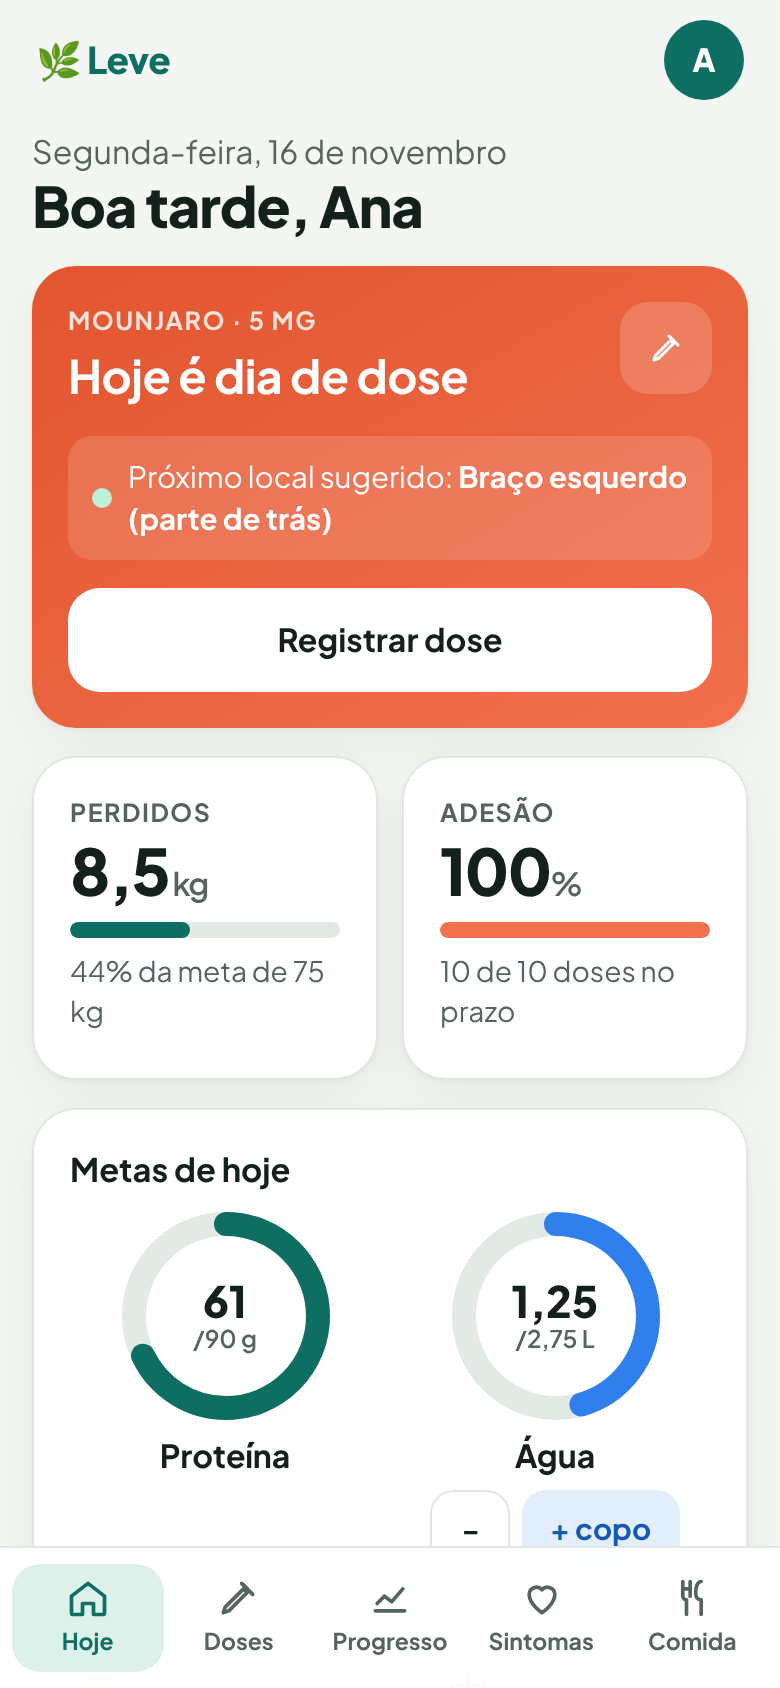 Leve
A
Segunda-feira, 16 de novembro
Boa tarde, Ana
MOUNJARO · 5 MG
Hoje é dia de dose
Próximo local sugerido: Braço esquerdo
(parte de trás)
Registrar dose
PERDIDOS
8,5 kg
44% da meta de 75
kg
ADESÃO
100%
10 de 10 doses no
prazo
Metas de hoje
61
/90 g
Proteína
1,25
/2,75 L
Água
–
+ copo
Hoje
Doses
Progresso
Sintomas
Comida